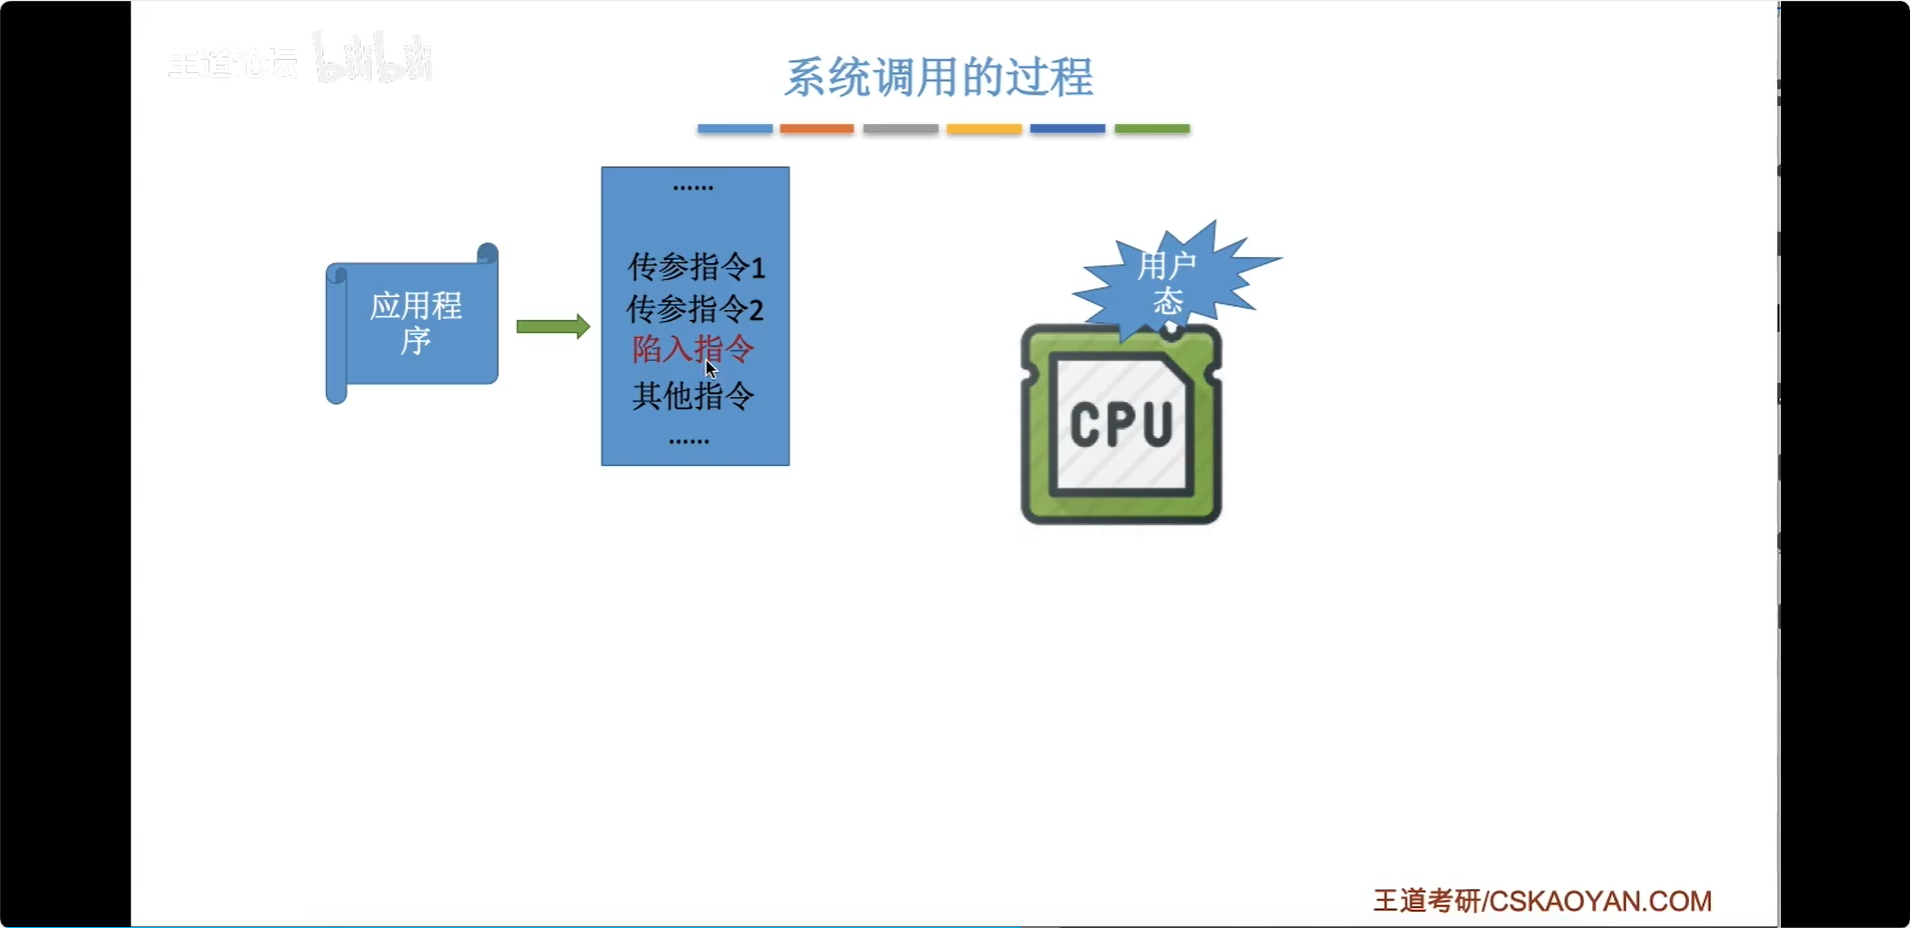 王道论坛 bilibili
系统调用的过程
......
传参指令1
传参指令2
陷入指令
其他指令
......
应用程
序
用户
态
CPU
王道考研/CSKAOYAN.COM